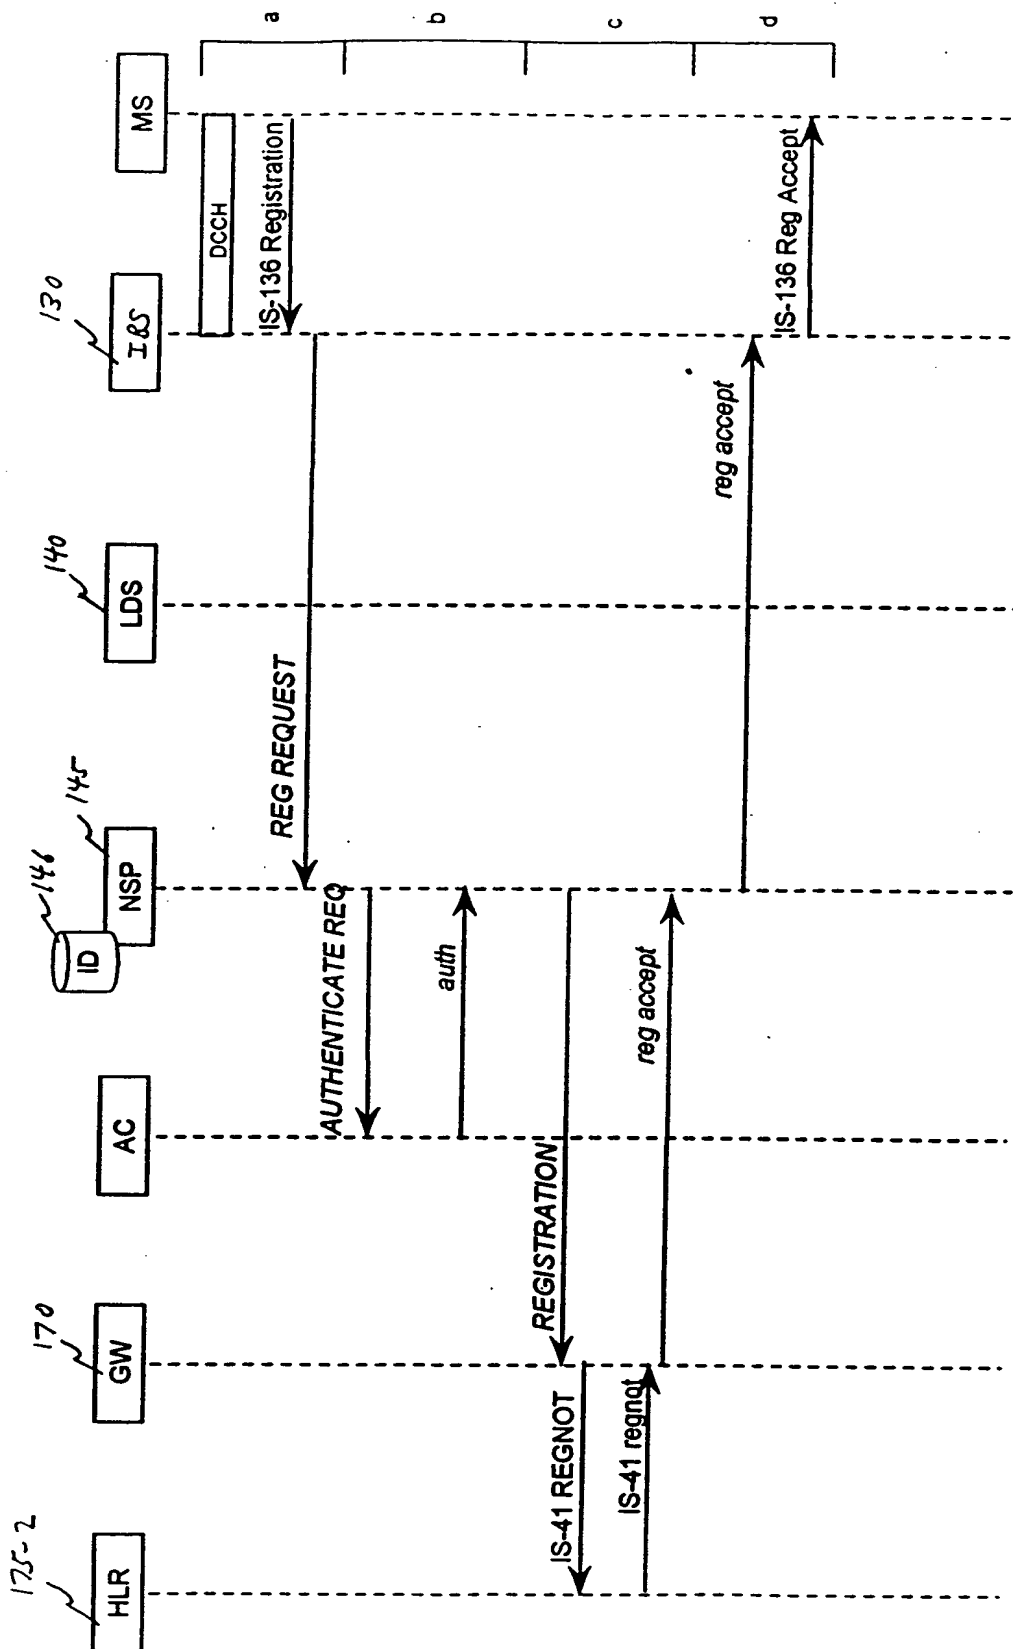 175-2
170
146
145
140
130
HLR
GW
AC
ID
NSP
LDS
IBS
MS
DCCH
a
IS-136 Registration
REG REQUEST
AUTHENTICATE REQ
b
auth
REGISTRATION
IS-41 REGNOT
c
IS-41 regnot
reg accept
reg accept
d
IS-136 Reg Accept